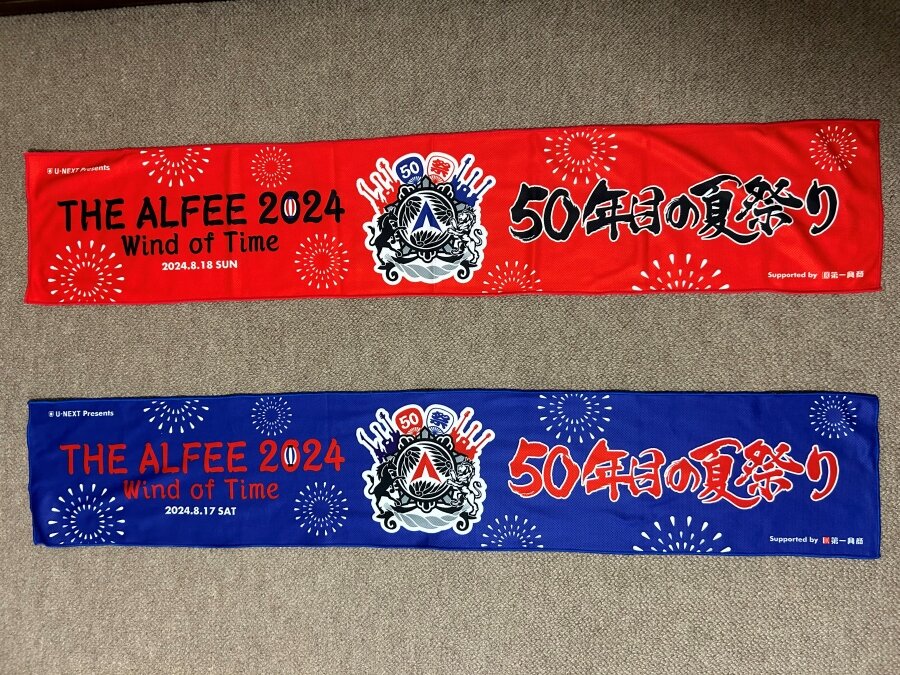 U-NEXT Presents
THE ALFEE 2024
Wind of Time
2024.8.18 SUN
50 祭
50年目の夏祭り
Supported by 第一興商
U-NEXT Presents
THE ALFEE 2024
Wind of Time
2024.8.17 SAT
50 祭
50年目の夏祭り
Supported by 第一興商